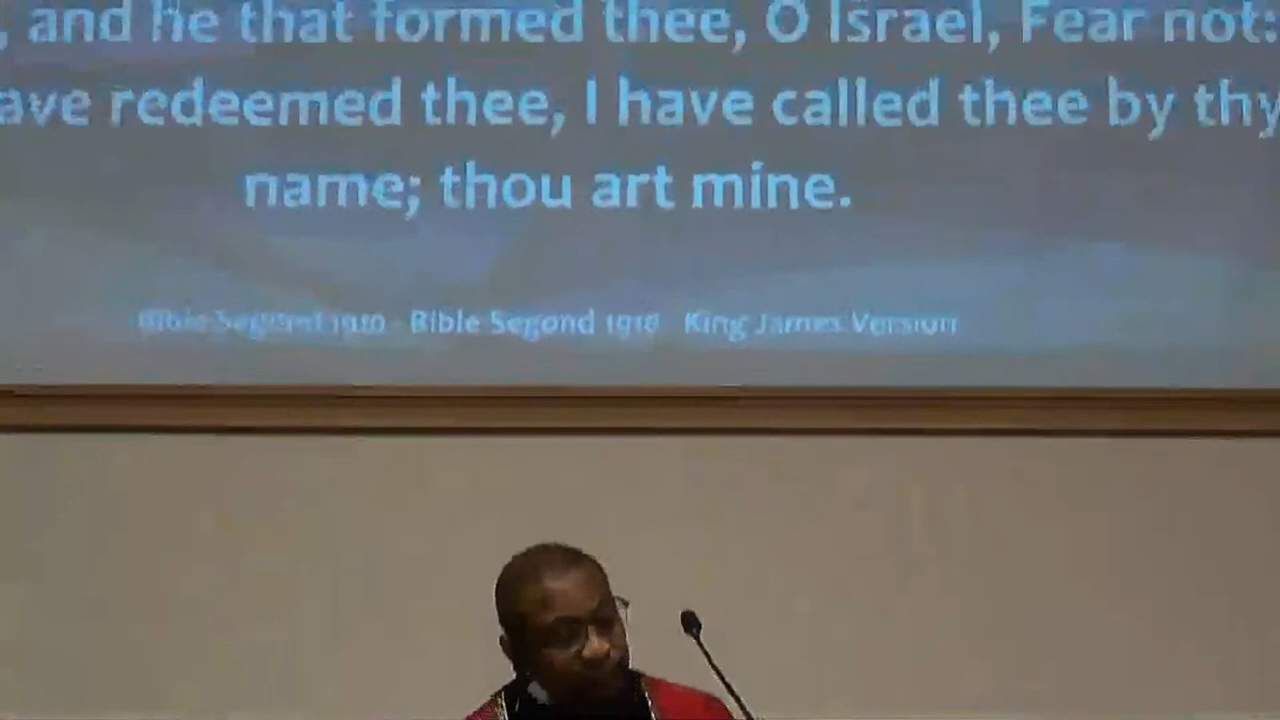 , and he that formed thee, O Israel, Fear not:
ave redeemed thee, I have called thee by thy
name; thou art mine.
Bible Segond 1910 Bible Segond 1910 King James Version